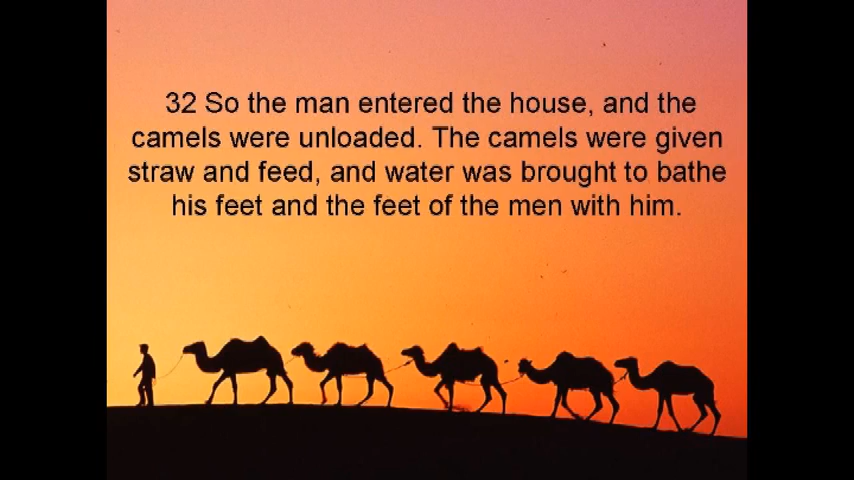 32 So the man entered the house, and the
camels were unloaded. The camels were given
straw and feed, and water was brought to bathe
his feet and the feet of the men with him.